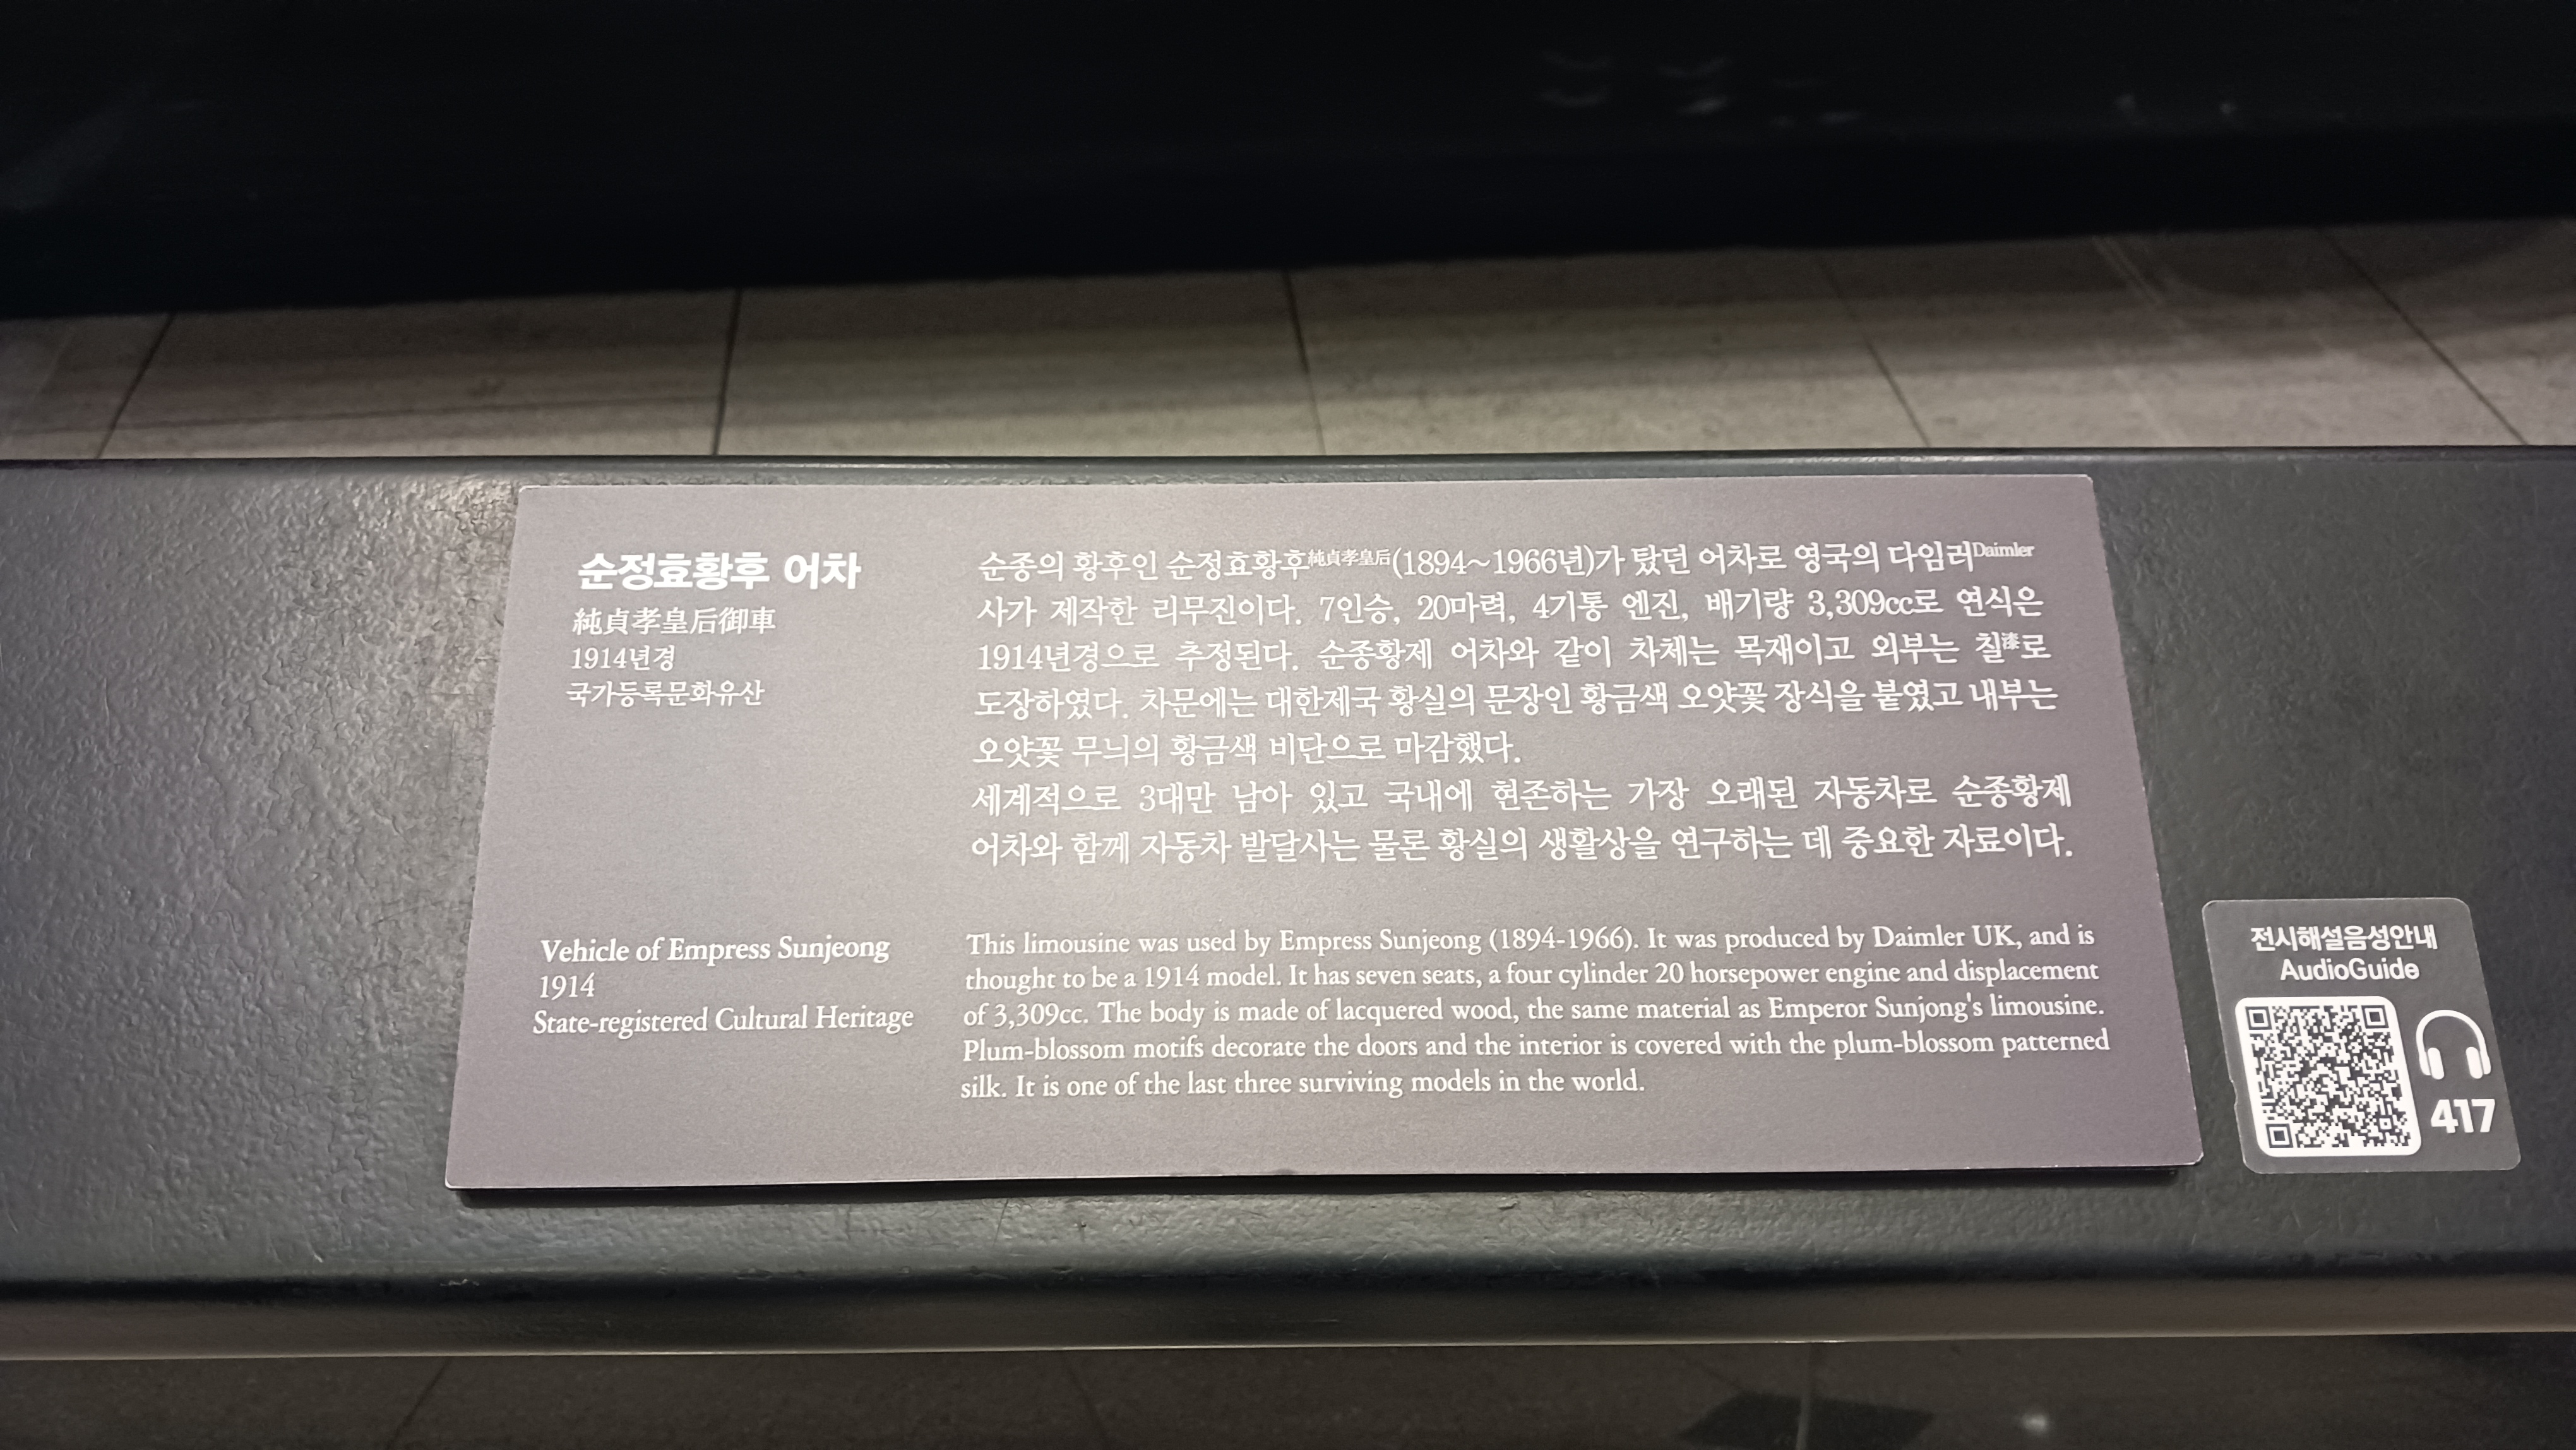 순정효황후 어차
純貞孝皇后御車
1914년경
국가등록문화유산
순종의 황후인 순정효황후純貞孝皇后(1894~1966년)가 탔던 어차로 영국의 다임러Daimler
사가 제작한 리무진이다. 7인승, 20마력, 4기통 엔진, 배기량 3,309cc로 연식은
1914년경으로 추정된다. 순종황제 어차와 같이 차체는 목재이고 외부는 칠漆로
도장하였다. 차문에는 대한제국 황실의 문장인 황금색 오얏꽃 장식을 붙였고 내부는
오얏꽃 무늬의 황금색 비단으로 마감했다.
세계적으로 3대만 남아 있고 국내에 현존하는 가장 오래된 자동차로 순종황제
어차와 함께 자동차 발달사는 물론 황실의 생활상을 연구하는 데 중요한 자료이다.
Vehicle of Empress Sunjeong
1914
State-registered Cultural Heritage
This limousine was used by Empress Sunjeong (1894-1966). It was produced by Daimler UK, and is
thought to be a 1914 model. It has seven seats, a four cylinder 20 horsepower engine and displacement
of 3,309cc. The body is made of lacquered wood, the same material as Emperor Sunjong's limousine.
Plum-blossom motifs decorate the doors and the interior is covered with the plum-blossom patterned
silk. It is one of the last three surviving models in the world.
전시해설음성안내
AudioGuide
417